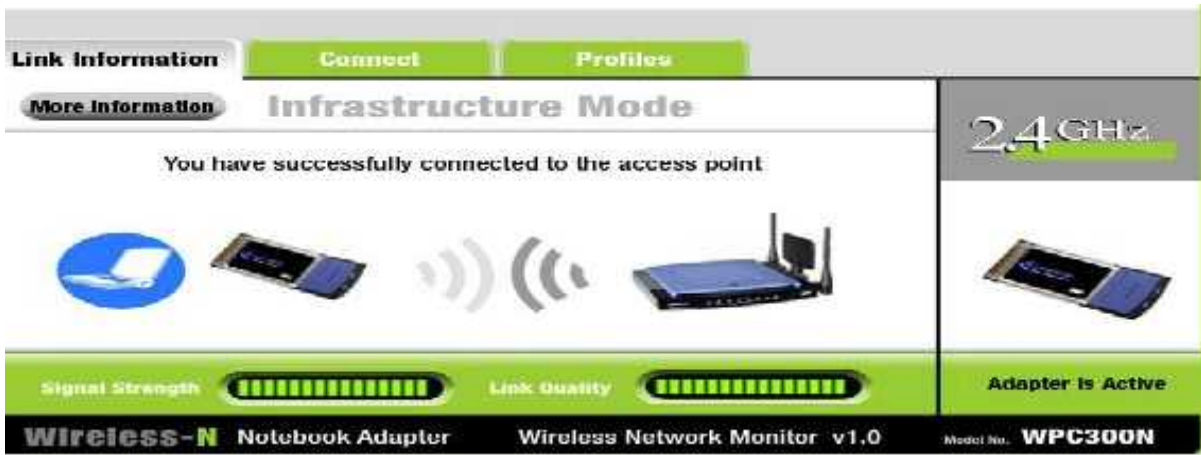 Link Information
Connect
Profiles
More Information
Infrastructure Mode
2.4GHz
You have successfully connected to the access point
Signal Strength
Link Quality
Adapter is Active
Wireless-N Notebook Adapter
Wireless Network Monitor v1.0
Model No. WPC300N